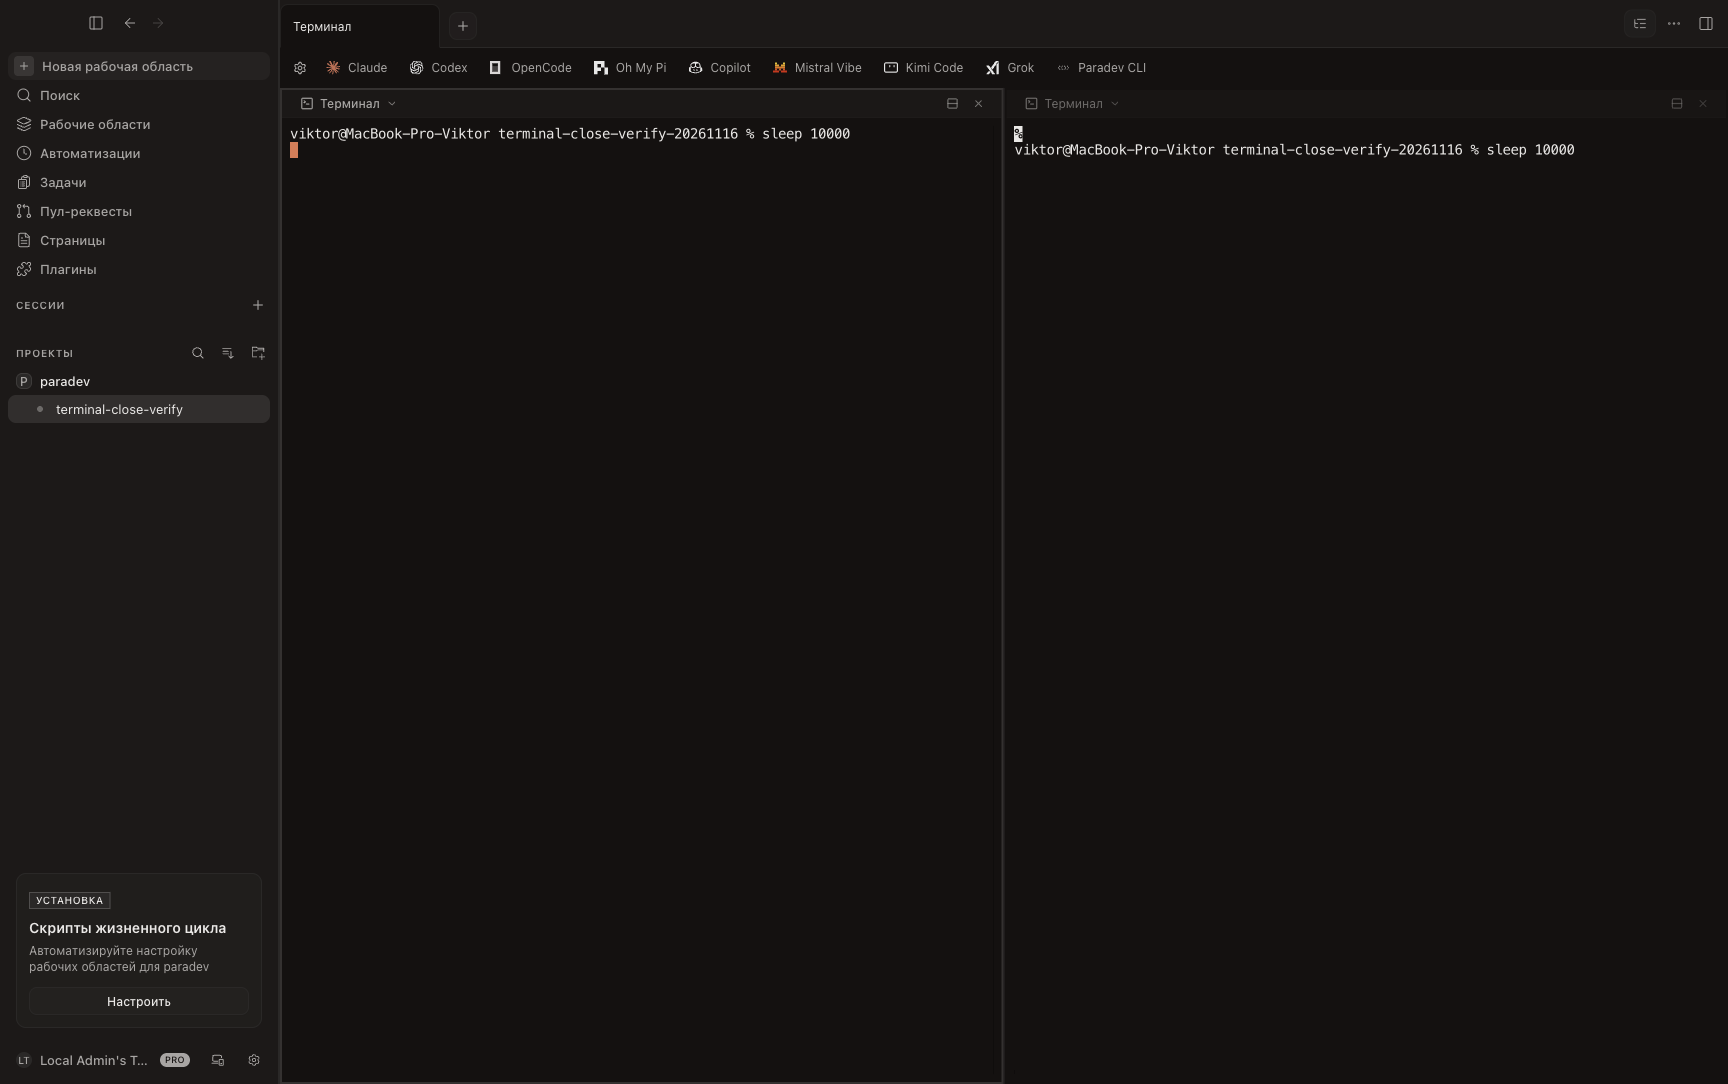 Терминал
Новая рабочая область
Поиск
Рабочие области
Автоматизации
Задачи
Пул-реквесты
Страницы
Плагины
СЕССИИ
ПРОЕКТЫ
P paradev
terminal-close-verify
УСТАНОВКА
Скрипты жизненного цикла
Автоматизируйте настройку
рабочих областей для paradev
Настроить
LT Local Admin's T... PRO
Claude Codex OpenCode Oh My Pi Copilot Mistral Vibe Kimi Code Grok Paradev CLI
Терминал
viktor@MacBook-Pro-Viktor terminal-close-verify-20261116 % sleep 10000
Терминал
%
viktor@MacBook-Pro-Viktor terminal-close-verify-20261116 % sleep 10000